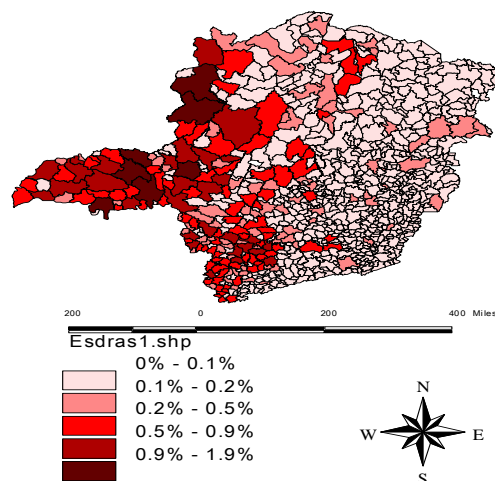 200 0 200 400 Miles
Esdras1.shp
0% - 0.1%
0.1% - 0.2%
0.2% - 0.5%
0.5% - 0.9%
0.9% - 1.9%
N
W E
S